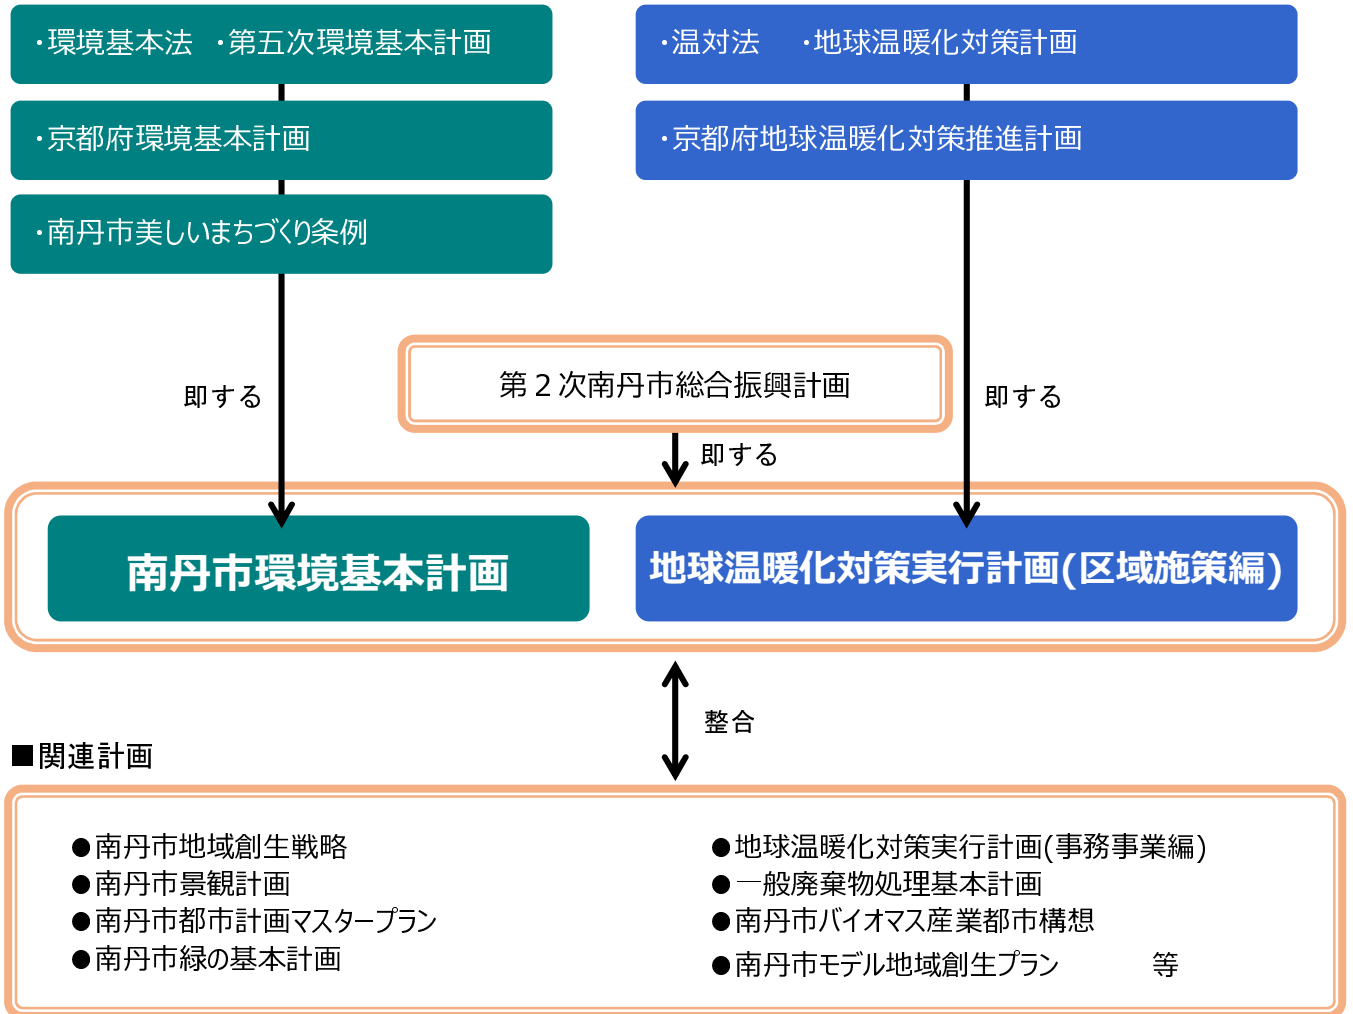 ・環境基本法　・第五次環境基本計画
・京都府環境基本計画
・南丹市美しいまちづくり条例
・温対法　・地球温暖化対策計画
・京都府地球温暖化対策推進計画
即する
第２次南丹市総合振興計画
即する
即する
南丹市環境基本計画
地球温暖化対策実行計画(区域施策編)
整合
■関連計画
●南丹市地域創生戦略
●南丹市景観計画
●南丹市都市計画マスタープラン
●南丹市緑の基本計画
●地球温暖化対策実行計画(事務事業編)
●一般廃棄物処理基本計画
●南丹市バイオマス産業都市構想
●南丹市モデル地域創生プラン　等